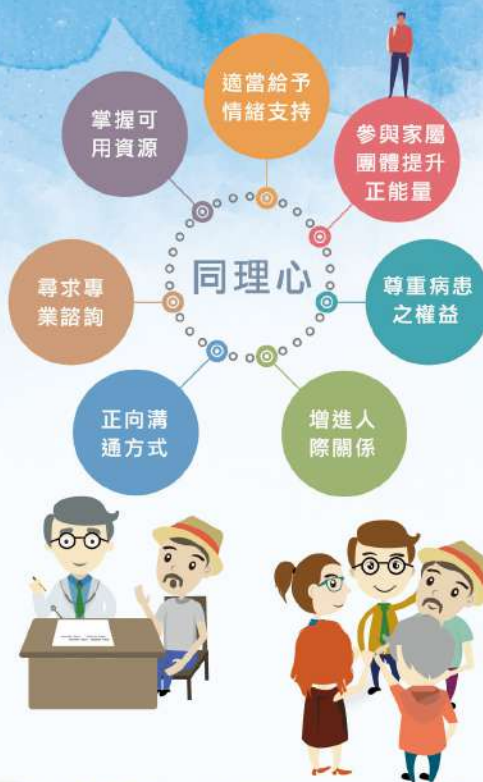 適當給予
情緒支持
參與家屬
團體提升
正能量
尊重病患
之權益
增進人
際關係
正向溝
通方式
尋求專
業諮詢
掌握可
用資源
同理心